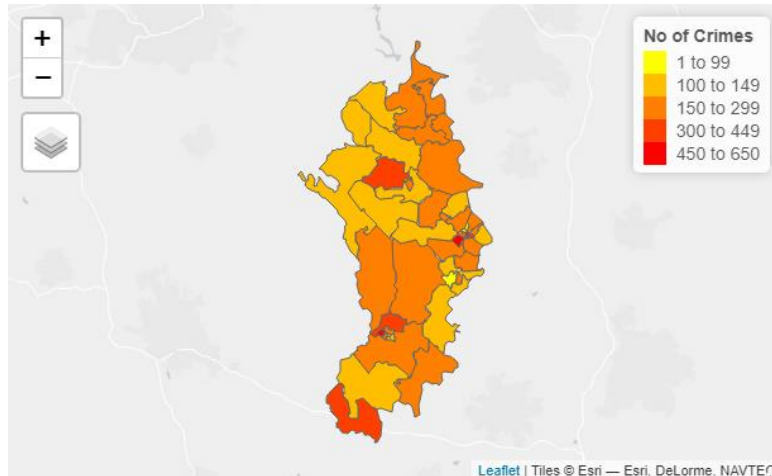 +
−
No of Crimes
1 to 99
100 to 149
150 to 299
300 to 449
450 to 650
Leaflet | Tiles © Esri — Esri, DeLorme, NAVTEQ